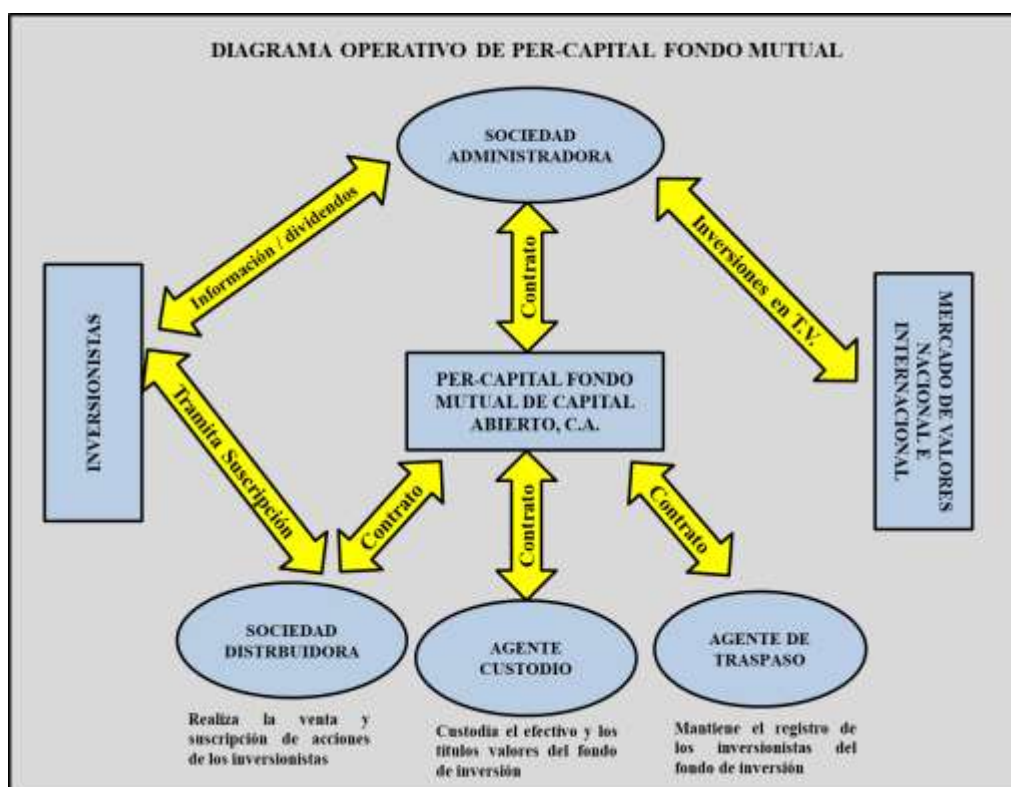 DIAGRAMA OPERATIVO DE PER-CAPITAL FONDO MUTUAL
SOCIEDAD
ADMINISTRADORA
Información / dividendos
Contrato
Inversiones en T.V.
INVERSIONISTAS
MERCADO DE VALORES
NACIONAL E
INTERNACIONAL
PER-CAPITAL FONDO
MUTUAL DE CAPITAL
ABIERTO, C.A.
Tramita Suscripción
Contrato
Contrato
Contrato
SOCIEDAD
DISTRBUIDORA
AGENTE
CUSTODIO
AGENTE DE
TRASPASO
Realiza la venta y
suscripción de acciones
de los inversionistas
Custodia el efectivo y los
títulos valores del fondo
de inversión
Mantiene el registro de
los inversionistas del
fondo de inversión